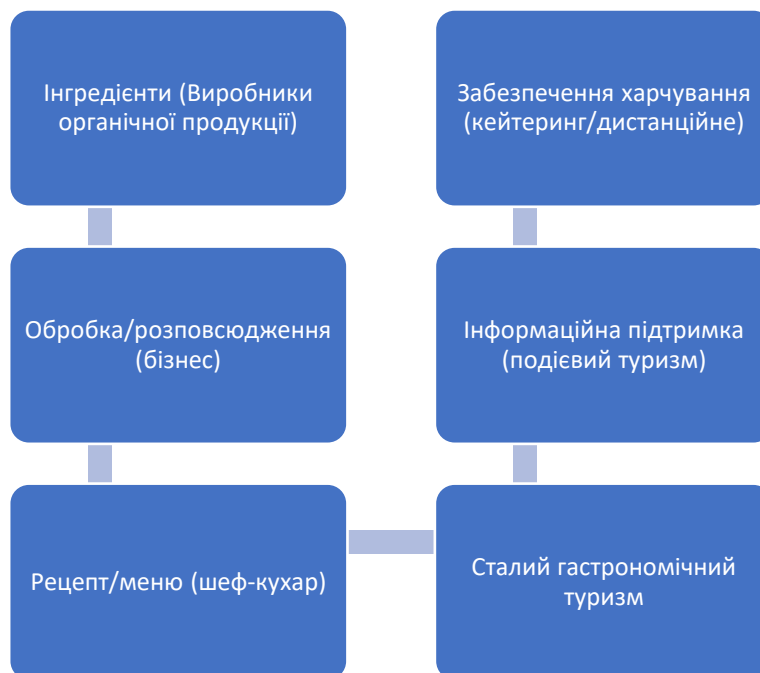 Інгредієнти (Виробники
органічної продукції)
Обробка/розповсюдження
(бізнес)
Рецепт/меню (шеф-кухар)
Сталий гастрономічний
туризм
Інформаційна підтримка
(подієвий туризм)
Забезпечення харчування
(кейтеринг/дистанційне)